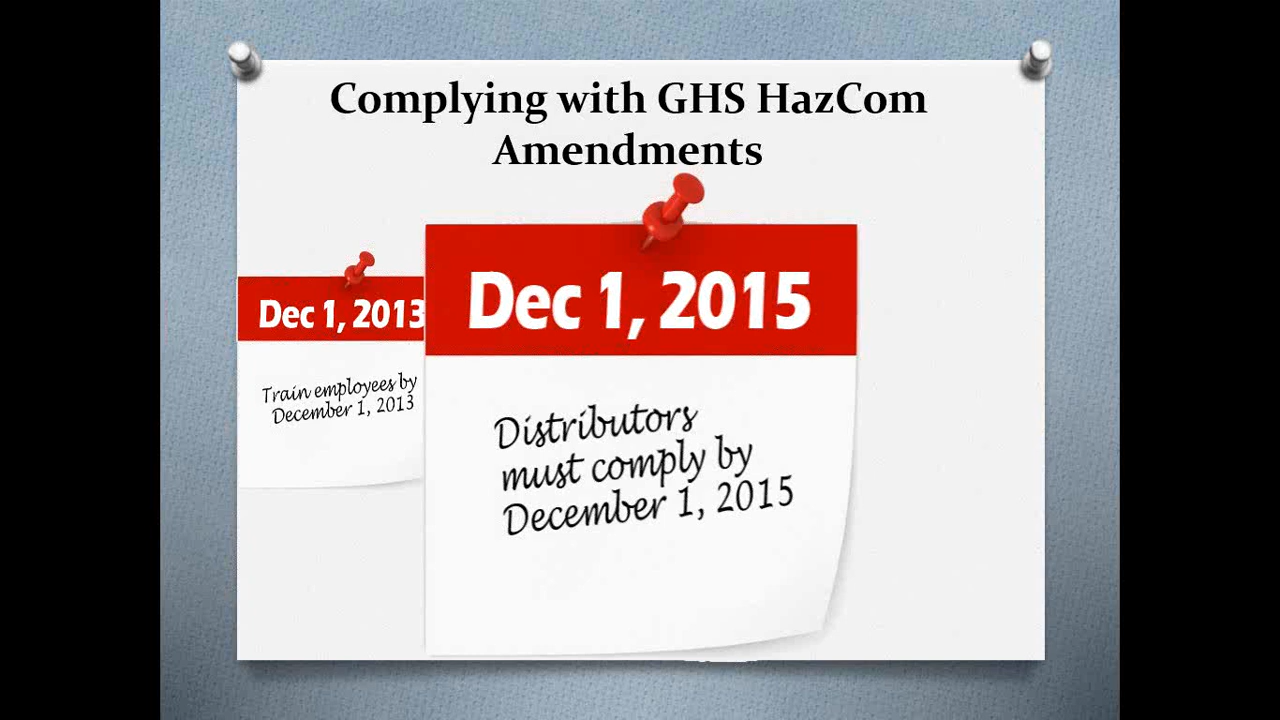 Complying with GHS HazCom
Amendments
Dec 1, 2013
Train employees by
December 1, 2013
Dec 1, 2015
Distributors
must comply by
December 1, 2015